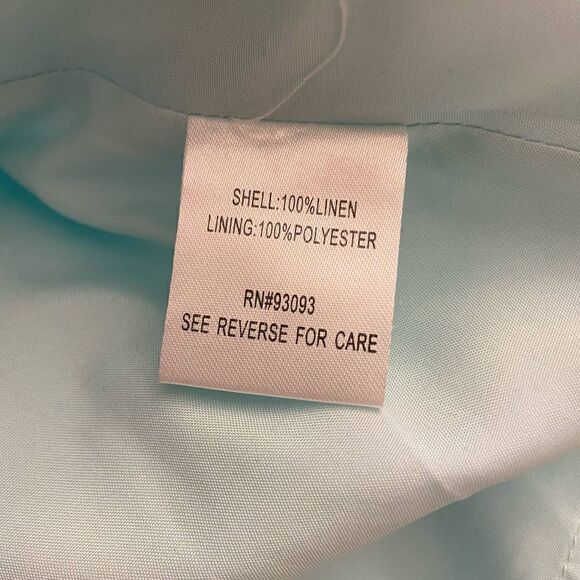 SHELL:100%LINEN
LINING:100%POLYESTER
RN#93093
SEE REVERSE FOR CARE